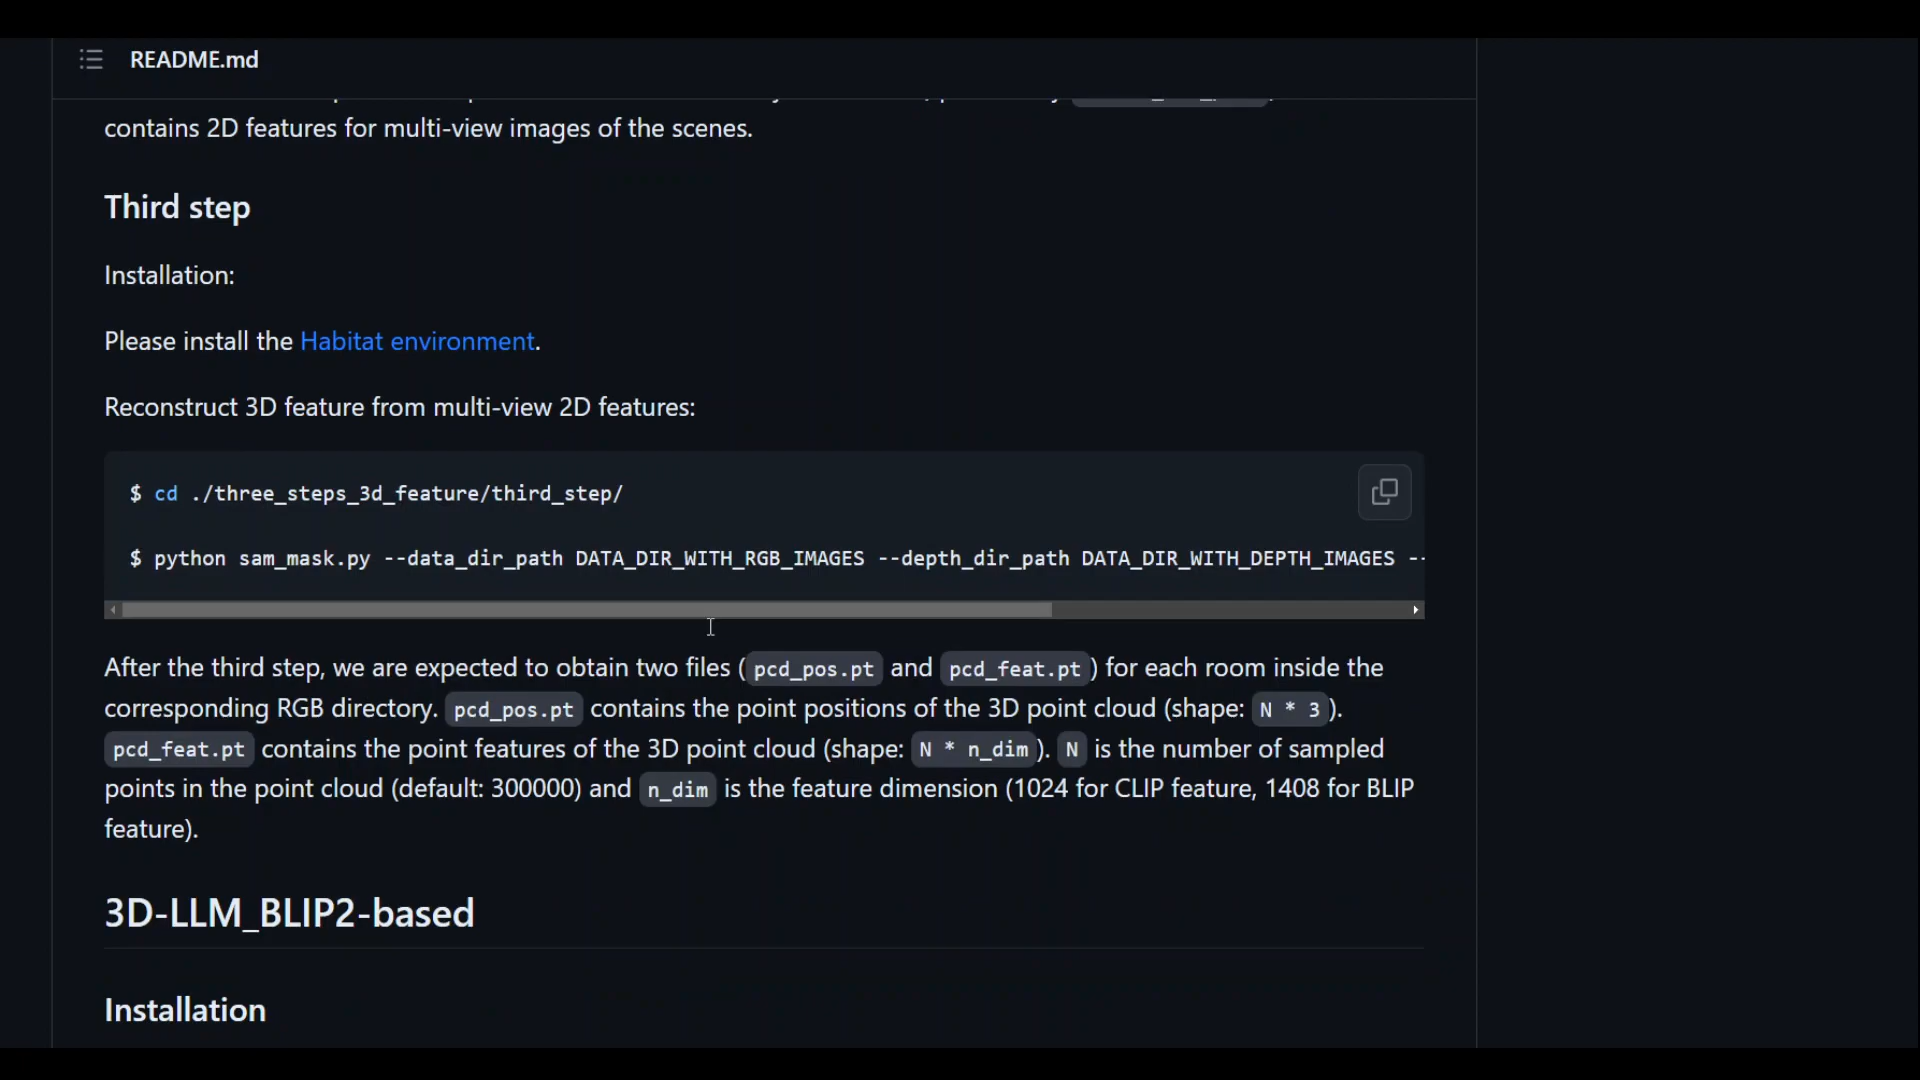 README.md
contains 2D features for multi-view images of the scenes.
Third step
Installation:
Please install the Habitat environment.
Reconstruct 3D feature from multi-view 2D features:
$ cd ./three_steps_3d_feature/third_step/
$ python sam_mask.py --data_dir_path DATA_DIR_WITH_RGB_IMAGES --depth_dir_path DATA_DIR_WITH_DEPTH_IMAGES --
After the third step, we are expected to obtain two files (pcd_pos.pt and pcd_feat.pt) for each room inside the
corresponding RGB directory. pcd_pos.pt contains the point positions of the 3D point cloud (shape: N * 3).
pcd_feat.pt contains the point features of the 3D point cloud (shape: N * n_dim). N is the number of sampled
points in the point cloud (default: 300000) and n_dim is the feature dimension (1024 for CLIP feature, 1408 for BLIP
feature).
3D-LLM_BLIP2-based
Installation